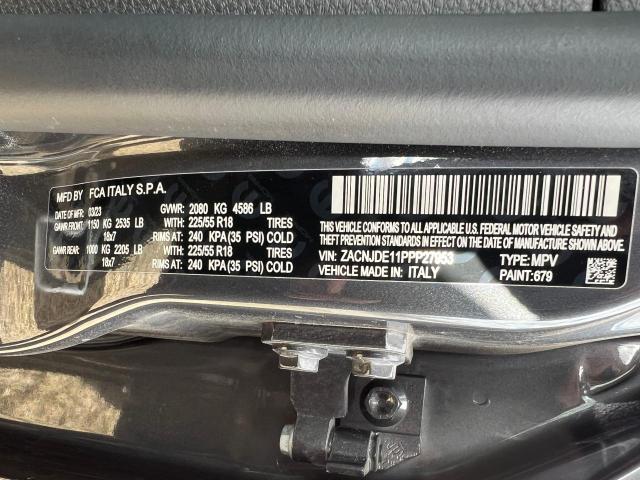 MFD BY FCA ITALY S.P.A.
DATE OF MFR 03/23 GVWR: 2080 KG 4586 LB
GAWR FRONT: 1150 KG 2535 LB WITH: 225/55 R18 TIRES
18x7 RIMS AT: 240 KPA (35 PSI) COLD
GAWR REAR: 1000 KG 2205 LB WITH: 225/55 R18 TIRES
18x7 RIMS AT: 240 KPA (35 PSI) COLD
THIS VEHICLE CONFORMS TO ALL APPLICABLE U.S. FEDERAL MOTOR VEHICLE SAFETY
STANDARDS IN EFFECT ON THE DATE OF MANUFACTURE SHOWN ABOVE.
VIN: ZACNJDE11PPP27953 TYPE: MPV
VEHICLE MADE IN: ITALY PAINT: 679